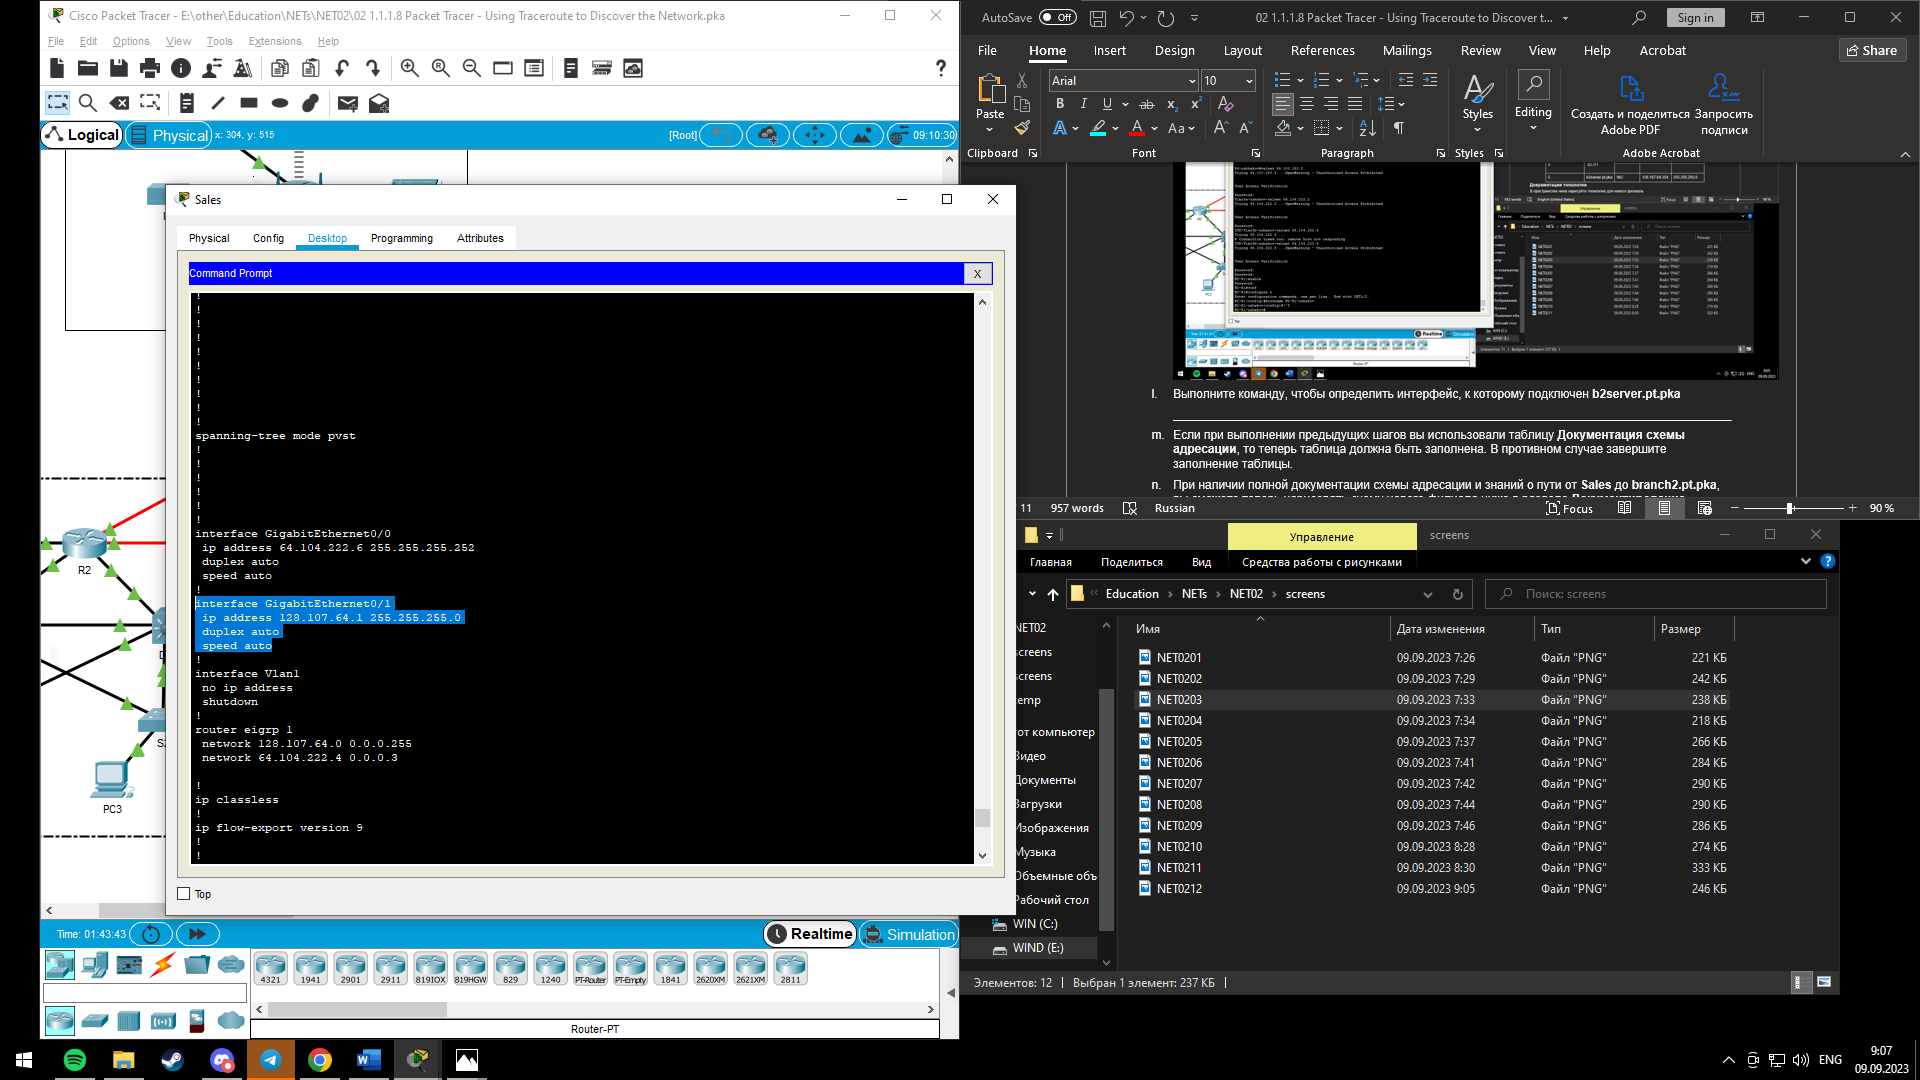 Cisco Packet Tracer - E:\other\Education\NETs\NET02\02 1.1.1.8 Packet Tracer - Using Traceroute to Discover the Network.pka
File Edit Options View Tools Extensions Help
Logical
Physical
x: 304, y: 515
[Root]
09:10:30
R2
PC3
Sales
Physical
Config
Desktop
Programming
Attributes
Command Prompt
X
!
!
!
!
!
!
!
!
!
!
spanning-tree mode pvst
!
!
!
!
!
!
interface GigabitEthernet0/0
ip address 64.104.222.6 255.255.255.252
duplex auto
speed auto
!
interface GigabitEthernet0/1
ip address 128.107.64.1 255.255.255.0
duplex auto
speed auto
!
interface Vlan1
no ip address
shutdown
!
router eigrp 1
network 128.107.64.0 0.0.0.255
network 64.104.222.4 0.0.0.3
!
ip classless
!
ip flow-export version 9
!
!
Top
Time: 01:43:43
Realtime
Simulation
4321
1941
2901
2911
819IOX
819HGW
829
1240
PT-Router
PT-Empty
1841
2620XM
2621XM
2811
Router-PT
AutoSave
Off
02 1.1.1.8 Packet Tracer - Using Traceroute to Discover t...
Sign in
File
Home
Insert
Design
Layout
References
Mailings
Review
View
Help
Acrobat
Share
Paste
Clipboard
Arial
10
Font
Paragraph
Styles
Styles
Editing
Создать и поделиться Adobe PDF
Запросить подписи
Adobe Acrobat
l. Выполните команду, чтобы определить интерфейс, к которому подключен b2server.pt.pka
m. Если при выполнении предыдущих шагов вы использовали таблицу Документация схемы
адресации, то теперь таблица должна быть заполнена. В противном случае завершите
заполнение таблицы.
n. При наличии полной документации схемы адресации и знаний о пути от Sales до branch2.pt.pka,
11
957 words
Russian
Focus
90 %
Управление
screens
Главная
Поделиться
Вид
Средства работы с рисунками
Education
NETs
NET02
screens
Поиск: screens
Имя
Дата изменения
Тип
Размер
NET0201 09.09.2023 7:26 Файл "PNG" 221 КБ
NET0202 09.09.2023 7:29 Файл "PNG" 242 КБ
NET0203 09.09.2023 7:33 Файл "PNG" 238 КБ
NET0204 09.09.2023 7:34 Файл "PNG" 218 КБ
NET0205 09.09.2023 7:37 Файл "PNG" 266 КБ
NET0206 09.09.2023 7:41 Файл "PNG" 284 КБ
NET0207 09.09.2023 7:42 Файл "PNG" 290 КБ
NET0208 09.09.2023 7:44 Файл "PNG" 290 КБ
NET0209 09.09.2023 7:46 Файл "PNG" 286 КБ
NET0210 09.09.2023 8:28 Файл "PNG" 274 КБ
NET0211 09.09.2023 8:30 Файл "PNG" 333 КБ
NET0212 09.09.2023 9:05 Файл "PNG" 246 КБ
NET02
screens
screens
temp
от компьютер
Видео
Документы
Загрузки
Изображения
Музыка
Объемные объ
Рабочий стол
WIN (C:)
WIND (E:)
Элементов: 12
Выбран 1 элемент: 237 КБ
ENG
9:07
09.09.2023